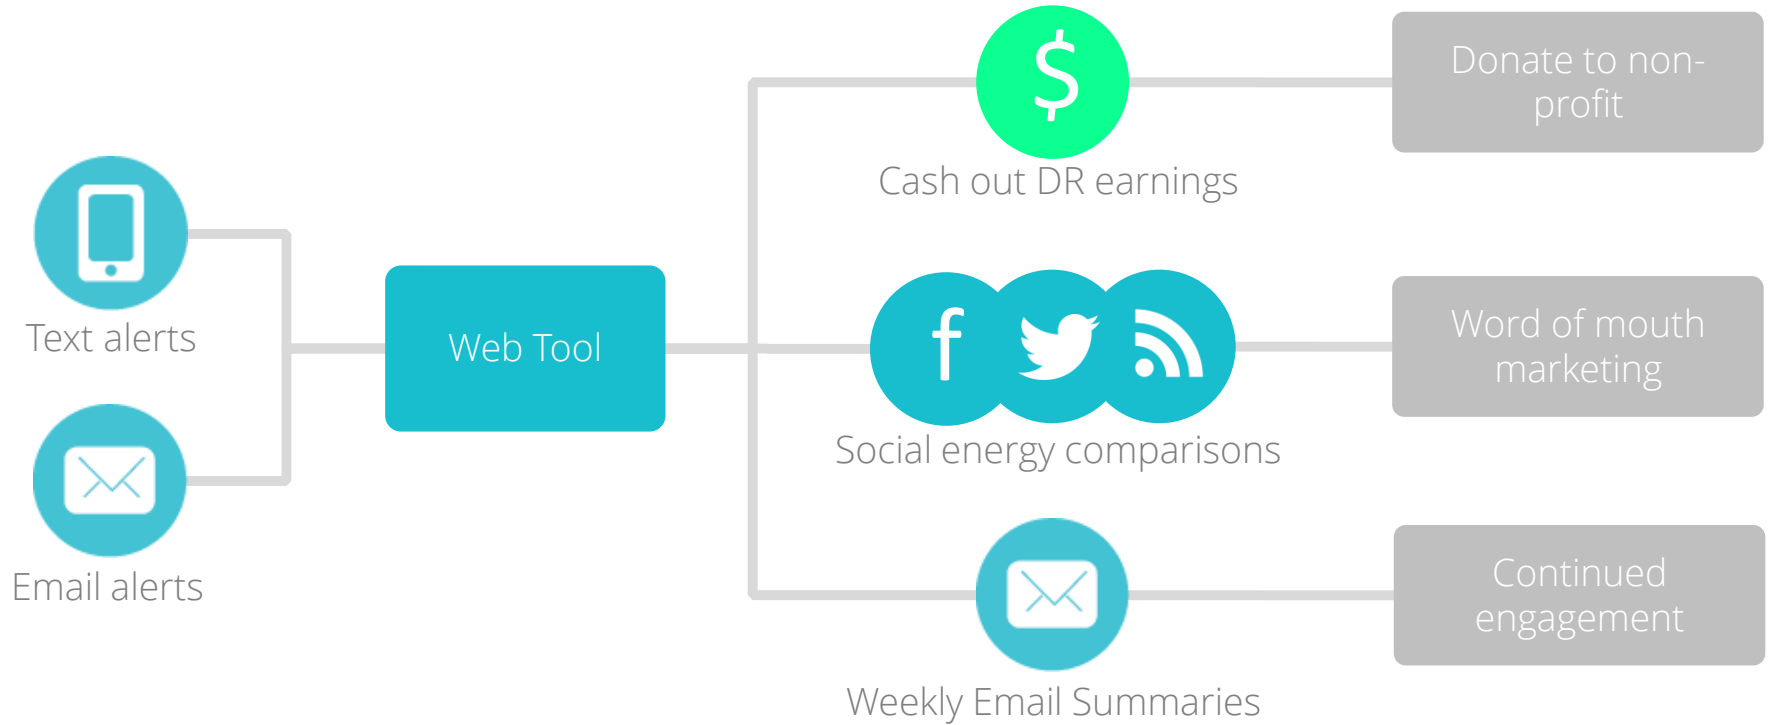 Text alerts
Email alerts
Web Tool
$
Cash out DR earnings
f
Social energy comparisons
Weekly Email Summaries
Donate to non-
profit
Word of mouth
marketing
Continued
engagement